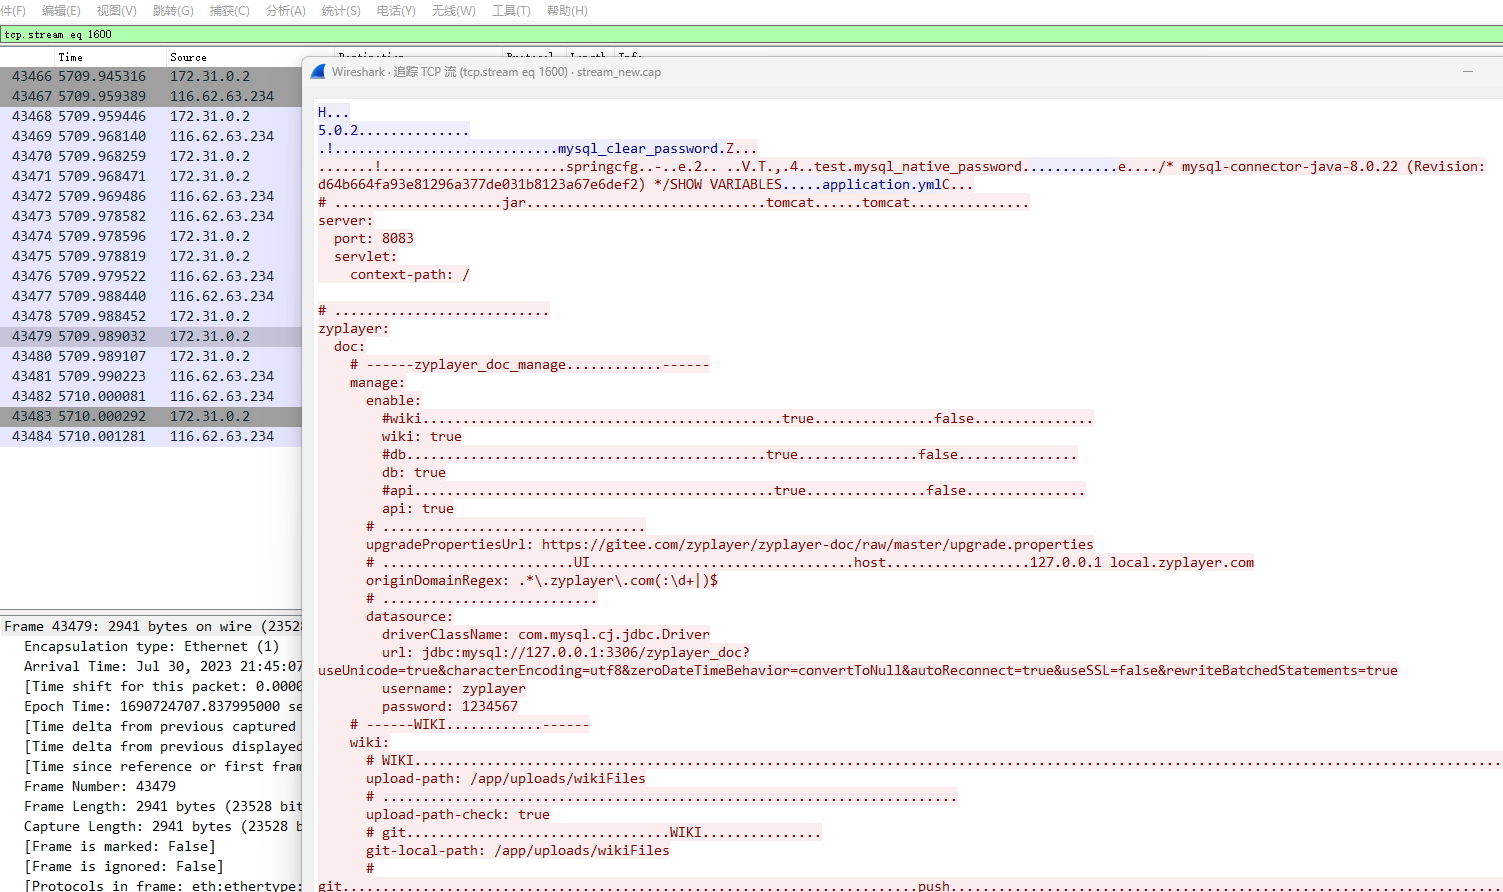 件(F) 编辑(E) 视图(V) 跳转(G) 捕获(C) 分析(A) 统计(S) 电话(Y) 无线(W) 工具(T) 帮助(H)
tcp.stream eq 1600
Time Source Destination Protocol Length Info
43466 5709.945316 172.31.0.2
43467 5709.959389 116.62.63.234
43468 5709.959446 172.31.0.2
43469 5709.968140 116.62.63.234
43470 5709.968259 172.31.0.2
43471 5709.968471 172.31.0.2
43472 5709.969486 116.62.63.234
43473 5709.978582 116.62.63.234
43474 5709.978596 172.31.0.2
43475 5709.978819 172.31.0.2
43476 5709.979522 116.62.63.234
43477 5709.988440 116.62.63.234
43478 5709.988452 172.31.0.2
43479 5709.989032 172.31.0.2
43480 5709.989107 172.31.0.2
43481 5709.990223 116.62.63.234
43482 5710.000081 116.62.63.234
43483 5710.000292 172.31.0.2
43484 5710.001281 116.62.63.234
Frame 43479: 2941 bytes on wire (23528
Encapsulation type: Ethernet (1)
Arrival Time: Jul 30, 2023 21:45:07
[Time shift for this packet: 0.0000
Epoch Time: 1690724707.837995000 se
[Time delta from previous captured
[Time delta from previous displayed
[Time since reference or first fram
Frame Number: 43479
Frame Length: 2941 bytes (23528 bit
Capture Length: 2941 bytes (23528 b
[Frame is marked: False]
[Frame is ignored: False]
[Protocols in frame: eth:ethertype:
Wireshark · 追踪 TCP 流 (tcp.stream eq 1600) · stream_new.cap
H...
5.0.2..............
.!............................mysql_clear_password.Z...
.......!.......................springcfg..-..e.2.. ..V.T.,.4..test.mysql_native_password............e..../* mysql-connector-java-8.0.22 (Revision:
d64b664fa93e81296a377de031b8123a67e6def2) */SHOW VARIABLES.....application.ymlC...
# .....................jar..............................tomcat......tomcat...............
server:
port: 8083
servlet:
context-path: /
# ...........................
zyplayer:
doc:
# ------zyplayer_doc_manage............------
manage:
enable:
#wiki.............................................true...............false...............
wiki: true
#db.............................................true...............false...............
db: true
#api.............................................true...............false...............
api: true
# .................................
upgradePropertiesUrl: https://gitee.com/zyplayer/zyplayer-doc/raw/master/upgrade.properties
# ........................UI.................................host..................127.0.0.1 local.zyplayer.com
originDomainRegex: .*\.zyplayer\.com(:\d+|)$
# ...........................
datasource:
driverClassName: com.mysql.cj.jdbc.Driver
url: jdbc:mysql://127.0.0.1:3306/zyplayer_doc?
useUnicode=true&characterEncoding=utf8&zeroDateTimeBehavior=convertToNull&autoReconnect=true&useSSL=false&rewriteBatchedStatements=true
username: zyplayer
password: 1234567
# ------WIKI............------
wiki:
# WIKI........................................................................................................................................
upload-path: /app/uploads/wikiFiles
# ........................................................................
upload-path-check: true
# git.................................WIKI...............
git-local-path: /app/uploads/wikiFiles
#
git........................................................................push......................................................................